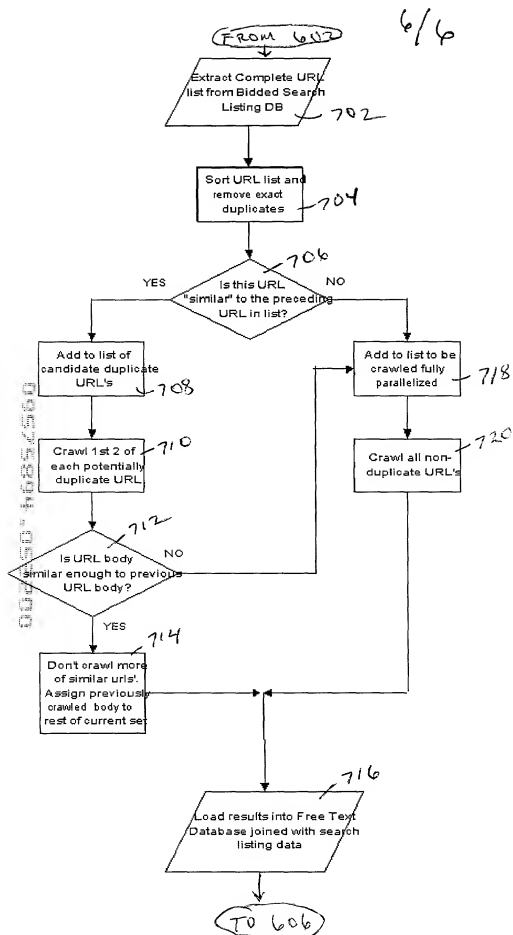 6/6
FROM 602
Extract Complete URL
list from Bidded Search
Listing DB
702
Sort URL list and
remove exact
duplicates
704
706
YES
NO
Is this URL
"similar" to the preceding
URL in list?
Add to list of
candidate duplicate
URL's
708
Add to list to be
crawled fully
parallelized
718
710
Crawl 1st 2 of
each potentially
duplicate URL
720
Crawl all non-
duplicate URL's
712
NO
Is URL body
similar enough to previous
URL body?
YES
714
Don't crawl more
of similar urls'.
Assign previously
crawled body to
rest of current set
716
Load results into Free Text
Database joined with search
listing data
TO 606